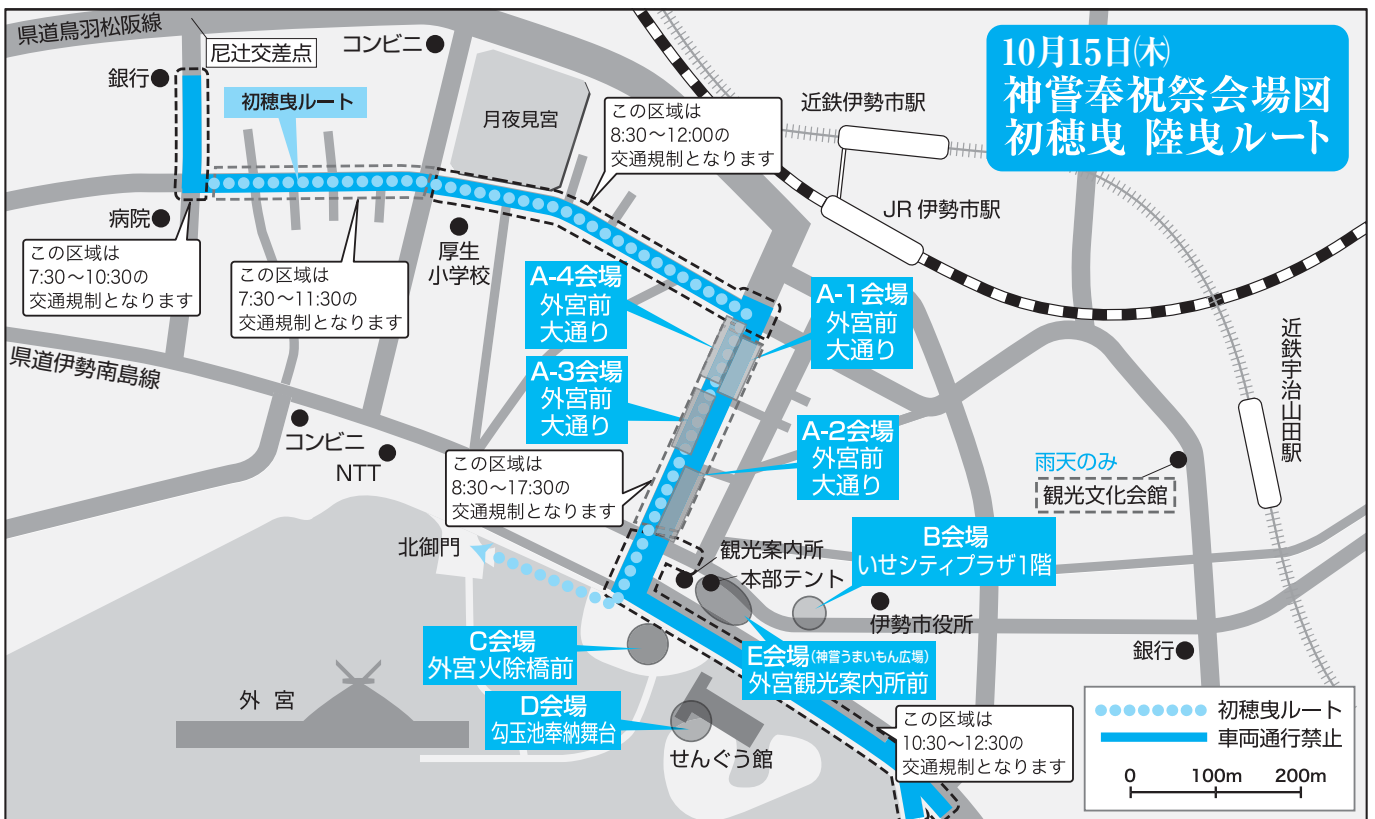 10月15日㈭
神嘗奉祝祭会場図
初穂曳 陸曳ルート
県道鳥羽松阪線
尼辻交差点
コンビニ
銀行
初穂曳ルート
月夜見宮
この区域は
8:30〜12:00の
交通規制となります
近鉄伊勢市駅
JR 伊勢市駅
病院
この区域は
7:30〜10:30の
交通規制となります
この区域は
7:30〜11:30の
交通規制となります
厚生
小学校
A-4会場
外宮前
大通り
A-1会場
外宮前
大通り
近鉄宇治山田駅
県道伊勢南島線
A-3会場
外宮前
大通り
A-2会場
外宮前
大通り
コンビニ
NTT
この区域は
8:30〜17:30の
交通規制となります
雨天のみ
観光文化会館
北御門
観光案内所
本部テント
B会場
いせシティプラザ1階
伊勢市役所
C会場
外宮火除橋前
E会場(神嘗うまいもん広場)
外宮観光案内所前
銀行
外宮
D会場
勾玉池奉納舞台
せんぐう館
この区域は
10:30〜12:30の
交通規制となります
初穂曳ルート
車両通行禁止
0 100m 200m